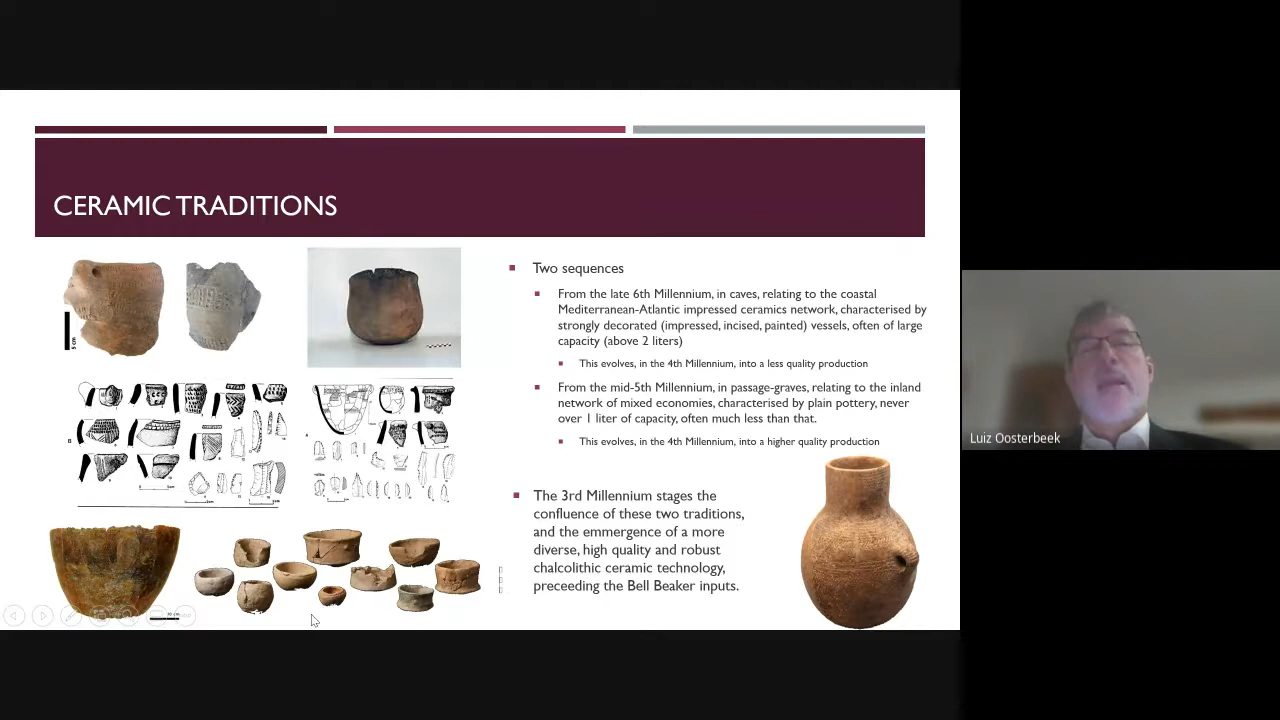 CERAMIC TRADITIONS
Two sequences
From the late 6th Millennium, in caves, relating to the coastal
Mediterranean-Atlantic impressed ceramics network, characterised by
strongly decorated (impressed, incised, painted) vessels, often of large
capacity (above 2 liters)
This evolves, in the 4th Millennium, into a less quality production
From the mid-5th Millennium, in passage-graves, relating to the inland
network of mixed economies, characterised by plain pottery, never
over 1 liter of capacity, often much less than that.
This evolves, in the 4th Millennium, into a higher quality production
The 3rd Millennium stages the
confluence of these two traditions,
and the emmergence of a more
diverse, high quality and robust
chalcolithic ceramic technology,
preceeding the Bell Beaker inputs.
5 cm
Luiz Oosterbeek